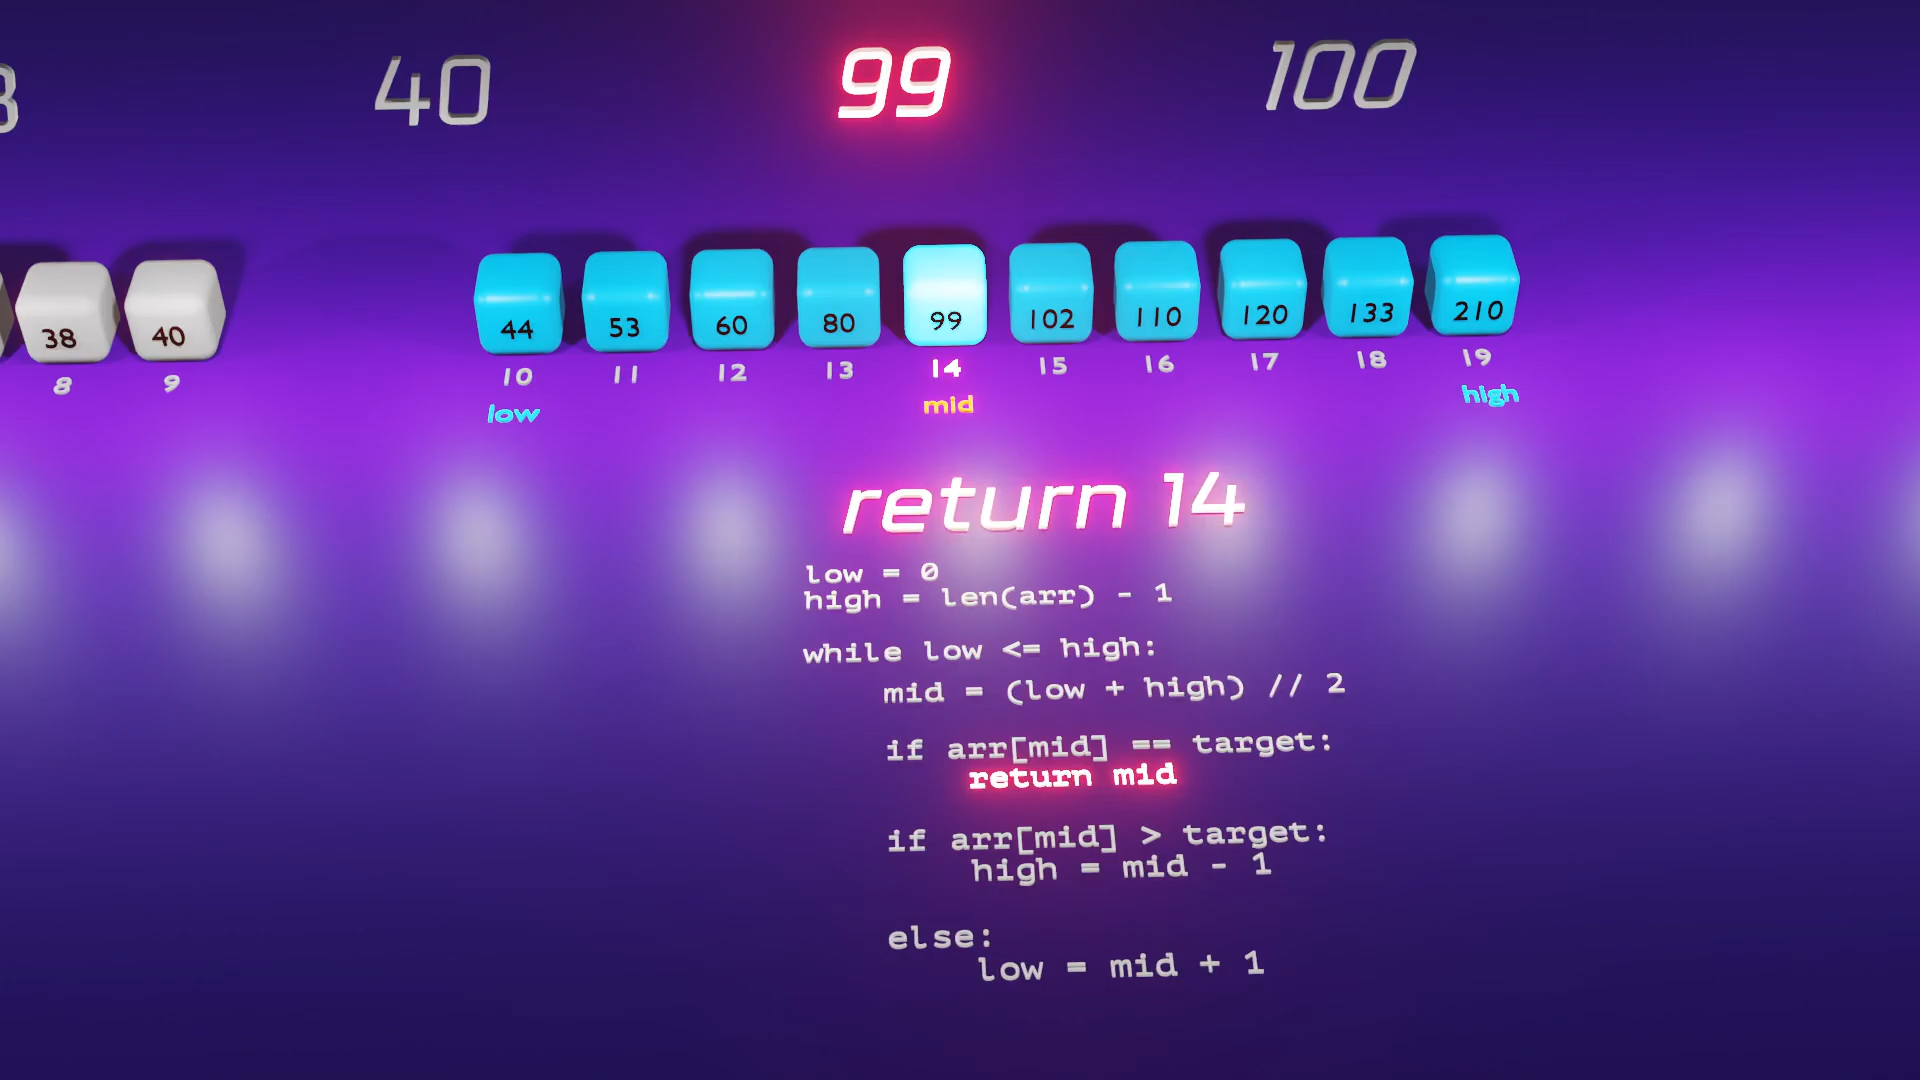 40 99 100
38 40 44 53 60 80 99 102 110 120 133 210
8 9 10 11 12 13 14 15 16 17 18 19
low mid high
return 14
low = 0
high = len(arr) - 1
while low <= high:
mid = (low + high) // 2
if arr[mid] == target:
return mid
if arr[mid] > target:
high = mid - 1
else:
low = mid + 1